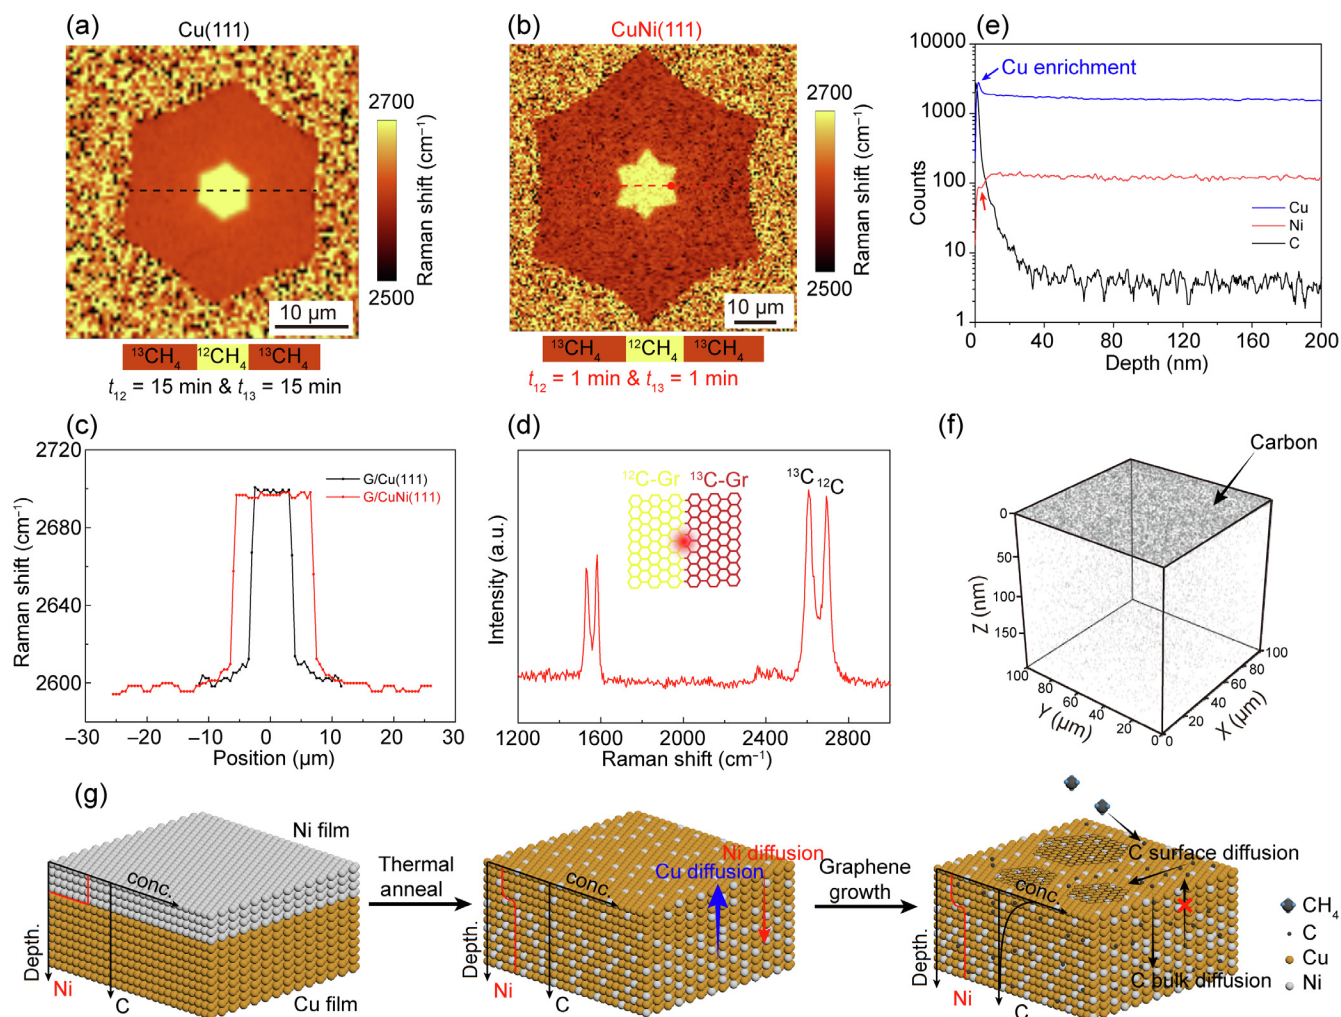 (a)
Cu(111)
2700
2500
Raman shift (cm⁻¹)
10 µm
¹³CH₄ ¹²CH₄ ¹³CH₄
t₁₂ = 15 min & t₁₃ = 15 min
(b)
CuNi(111)
2700
2500
Raman shift (cm⁻¹)
10 µm
¹³CH₄ ¹²CH₄ ¹³CH₄
t₁₂ = 1 min & t₁₃ = 1 min
(e)
10000
1000
100
10
1
Counts
Cu enrichment
Cu
Ni
C
0 40 80 120 160 200
Depth (nm)
(c)
2720
2680
2640
2600
Raman shift (cm⁻¹)
G/Cu(111)
G/CuNi(111)
–30 –20 –10 0 10 20 30
Position (µm)
(d)
Intensity (a.u.)
¹²C-Gr ¹³C-Gr
¹³C ¹²C
1200 1600 2000 2400 2800
Raman shift (cm⁻¹)
(f)
Carbon
0
50
100
150
Z (nm)
100 80 60 40 20 0
Y (µm)
20 40 60 80 100
X (µm)
(g)
Ni film
conc.
Depth.
Ni
C
Cu film
Thermal
anneal
Ni diffusion
Cu diffusion
conc.
Depth.
Ni
C
Graphene
growth
C surface diffusion
conc.
Depth.
C bulk diffusion
Ni
C
CH₄
C
Cu
Ni